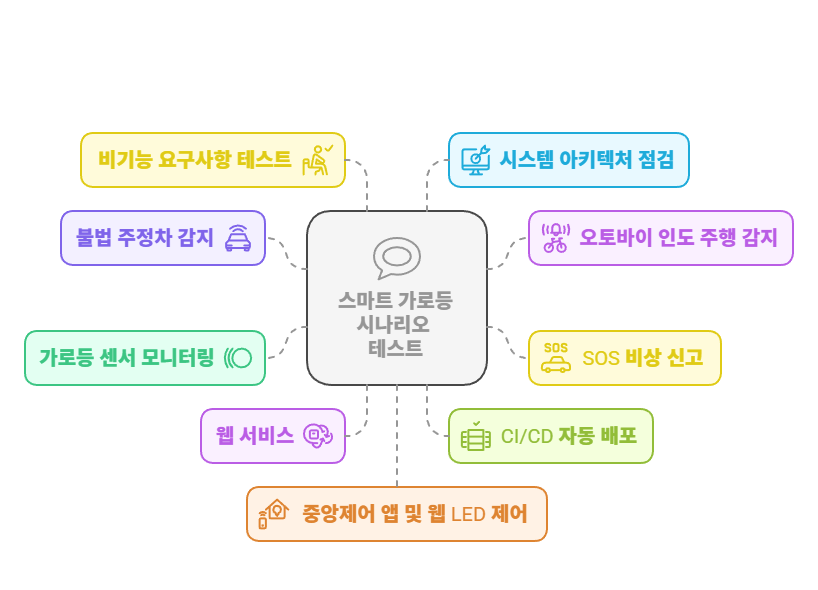 비기능 요구사항 테스트
시스템 아키텍처 점검
불법 주정차 감지
오토바이 인도 주행 감지
스마트 가로등
시나리오
테스트
가로등 센서 모니터링
SOS
SOS 비상 신고
웹 서비스
CI/CD 자동 배포
중앙제어 앱 및 웹 LED 제어